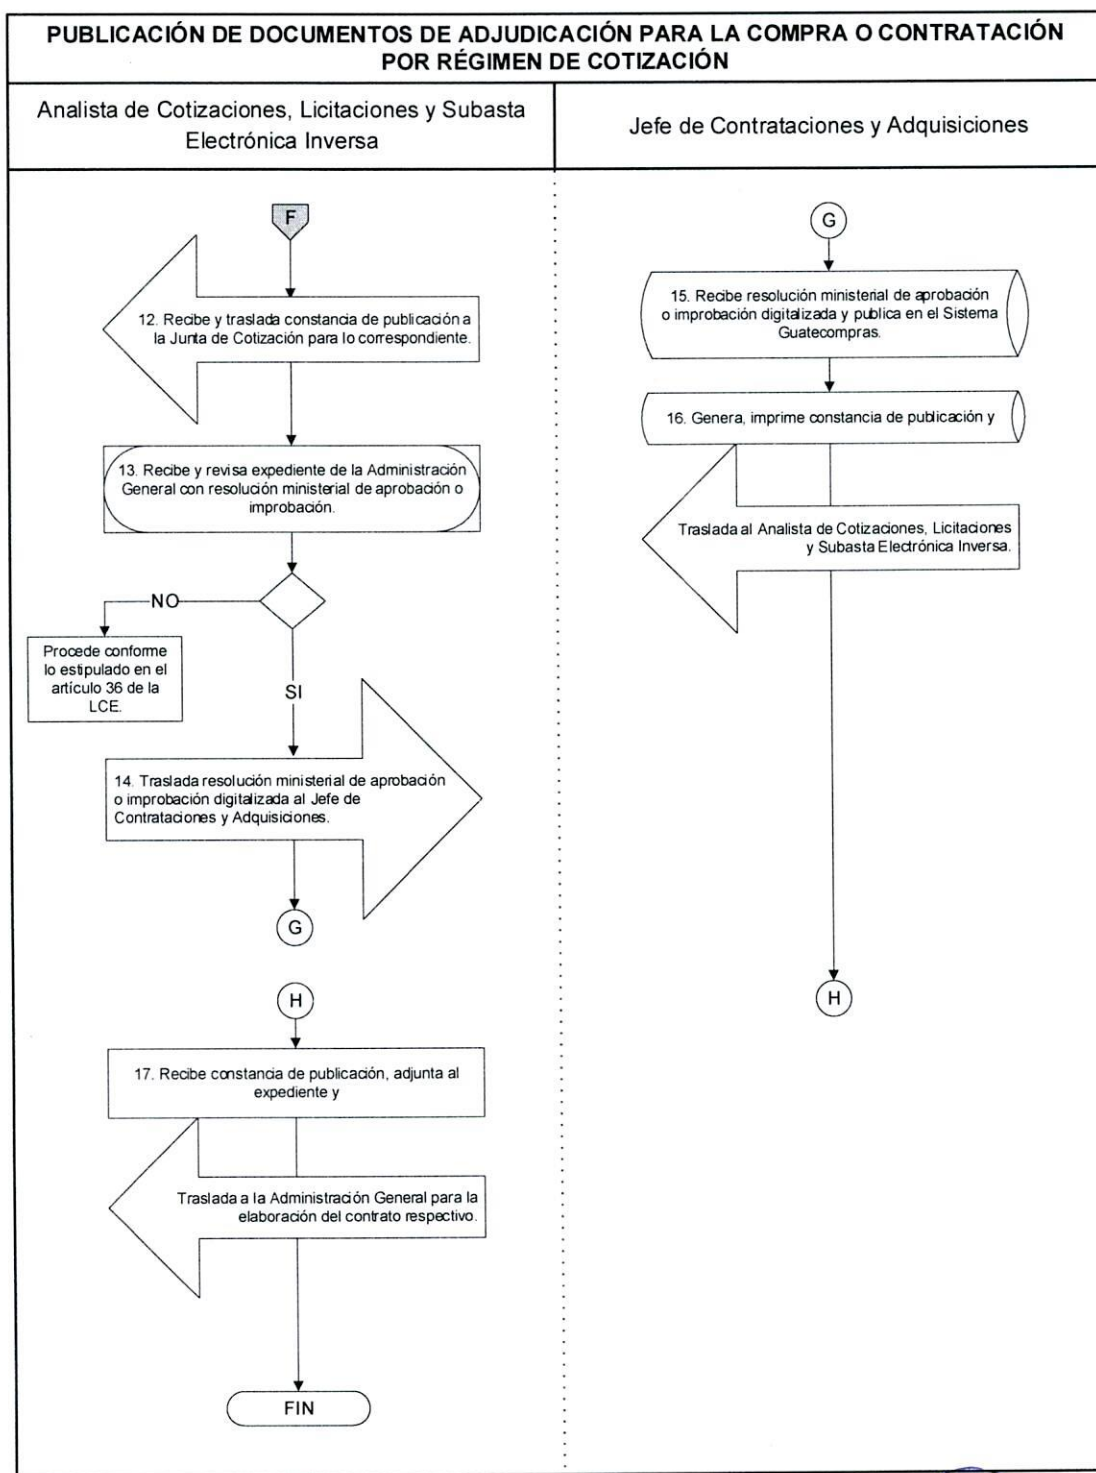 PUBLICACIÓN DE DOCUMENTOS DE ADJUDICACIÓN PARA LA COMPRA O CONTRATACIÓN
POR RÉGIMEN DE COTIZACIÓN
Analista de Cotizaciones, Licitaciones y Subasta
Electrónica Inversa
Jefe de Contrataciones y Adquisiciones
F
12. Recibe y traslada constancia de publicación a
la Junta de Cotización para lo correspondiente.
13. Recibe y revisa expediente de la Administración
General con resolución ministerial de aprobación o
improbación.
NO
Procede conforme
lo estipulado en el
artículo 36 de la
LCE.
SI
14. Traslada resolución ministerial de aprobación
o improbación digitalizada al Jefe de
Contrataciones y Adquisiciones.
G
H
17. Recibe constancia de publicación, adjunta al
expediente y
Traslada a la Administración General para la
elaboración del contrato respectivo.
FIN
G
15. Recibe resolución ministerial de aprobación
o improbación digitalizada y publica en el Sistema
Guatecompras.
16. Genera, imprime constancia de publicación y
Traslada al Analista de Cotizaciones, Licitaciones
y Subasta Electrónica Inversa.
H